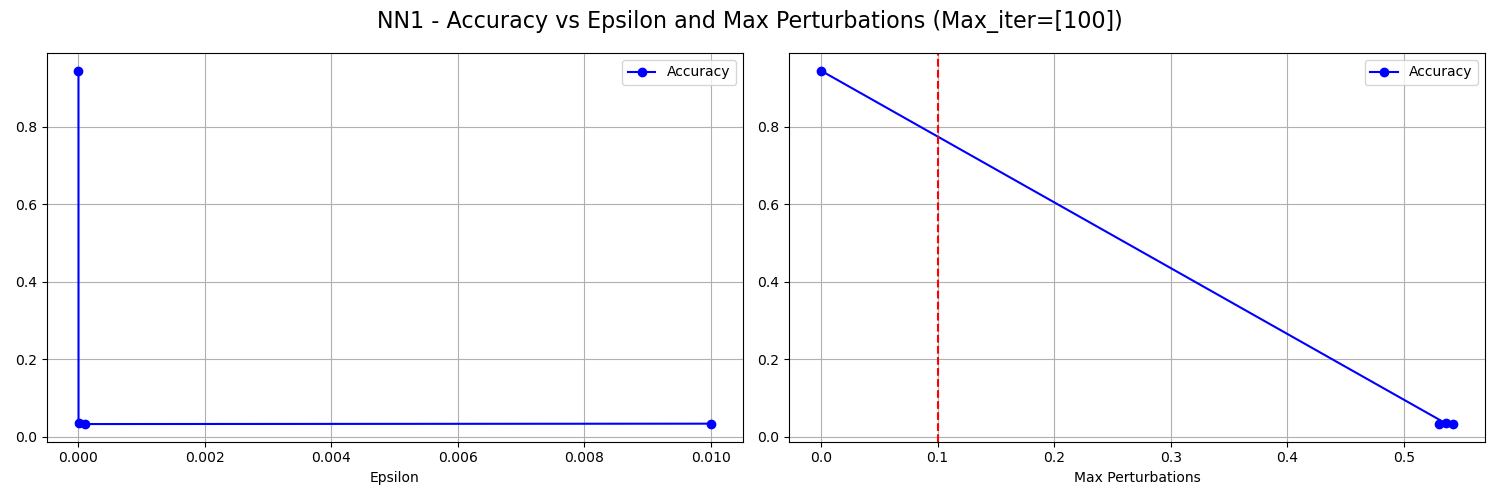 NN1 - Accuracy vs Epsilon and Max Perturbations (Max_iter=[100])
Accuracy
0.8
0.6
0.4
0.2
0.0
0.000 0.002 0.004 0.006 0.008 0.010
Epsilon
Accuracy
0.8
0.6
0.4
0.2
0.0
0.0 0.1 0.2 0.3 0.4 0.5
Max Perturbations